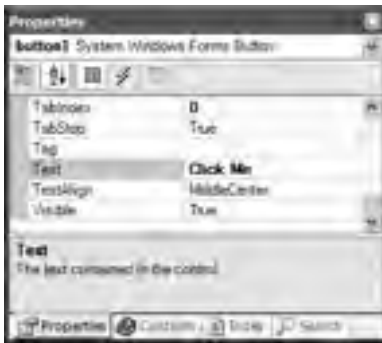 Properties
button1 System.Windows.Forms.Button
TabIndex 0
TabStop True
Tag
Text Click Me
TextAlign MiddleCenter
Visible True
Text
The text contained in the control.
Properties Search